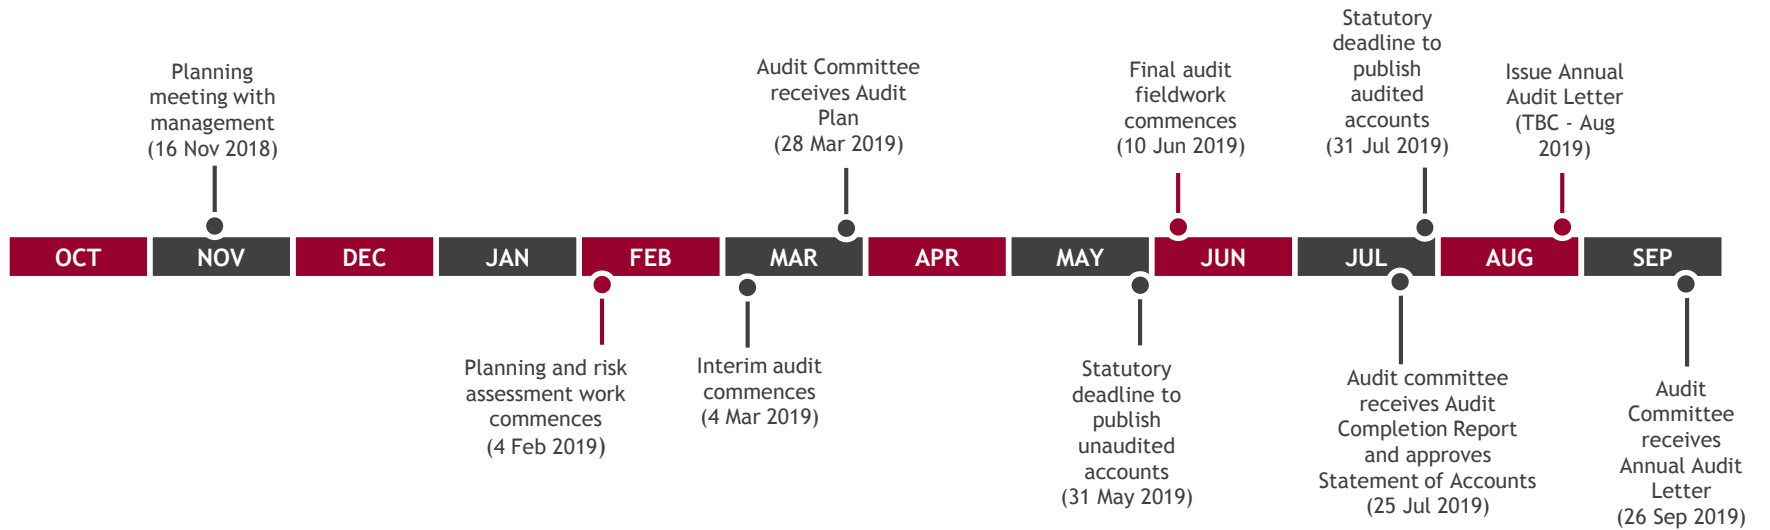 Planning
meeting with
management
(16 Nov 2018)
Audit Committee
receives Audit
Plan
(28 Mar 2019)
Final audit
fieldwork
commences
(10 Jun 2019)
Statutory
deadline to
publish
audited
accounts
(31 Jul 2019)
Issue Annual
Audit Letter
(TBC - Aug
2019)
OCT
NOV
DEC
JAN
FEB
MAR
APR
MAY
JUN
JUL
AUG
SEP
Planning and risk
assessment work
commences
(4 Feb 2019)
Interim audit
commences
(4 Mar 2019)
Statutory
deadline to
publish
unaudited
accounts
(31 May 2019)
Audit committee
receives Audit
Completion Report
and approves
Statement of Accounts
(25 Jul 2019)
Audit
Committee
receives
Annual Audit
Letter
(26 Sep 2019)